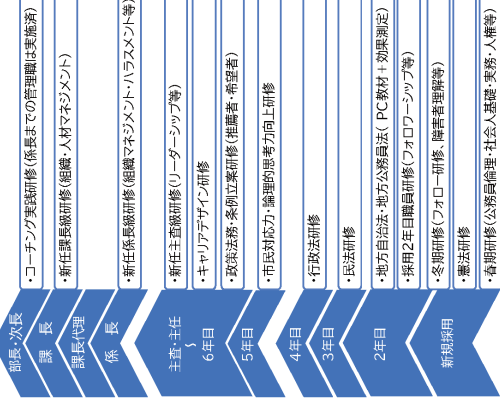 部長・次長
・コーチング実践研修(係長までの管理職は実施済)
課　長
・新任課長級研修(組織・人材マネジメント)
課長代理
係　長
・新任係長級研修(組織マネジメント・ハラスメント等)
主査・主任
～
6年目
・新任主査級研修(リーダーシップ等)
・キャリアデザイン研修
・政策法務・条例立案研修(推薦者・希望者)
5年目
・市民対応力・論理的思考力向上研修
4年目
・行政法研修
3年目
・民法研修
2年目
・地方自治法・地方公務員法( PC教材＋効果測定)
・採用2年目職員研修(フォロワーシップ等)
新規採用
・冬期研修(フォロー研修、障害者理解等)
・憲法研修
・春期研修(公務員倫理・社会人基礎・実務・人権等)